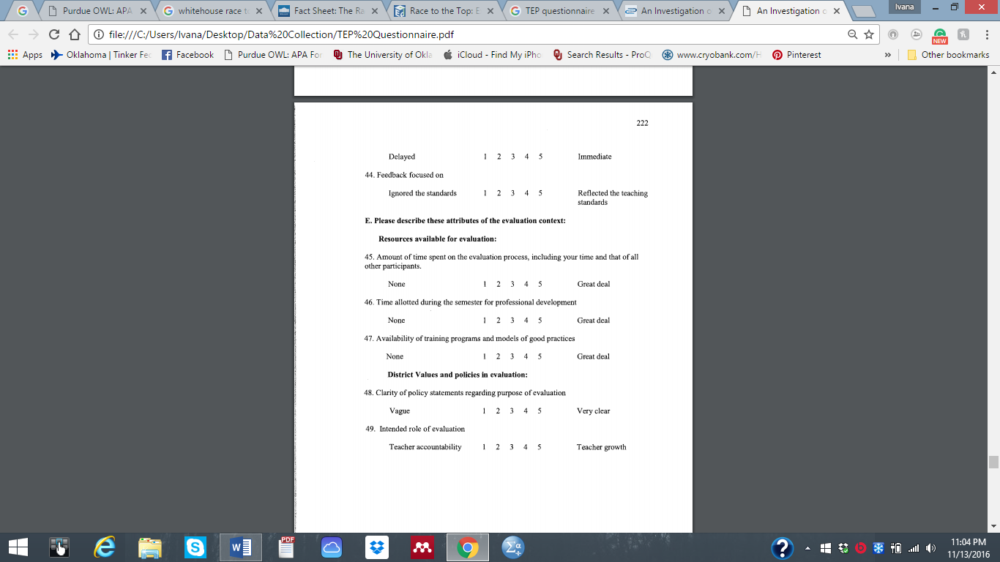 Ivana
Purdue OWL: APA
whitehouse race to
Fact Sheet: The Ra
Race to the Top: E
TEP questionnaire
An Investigation o
An Investigation o
file:///C:/Users/Ivana/Desktop/Data%20Collection/TEP%20Questionnaire.pdf
NEW
Apps
Oklahoma | Tinker Fed
Facebook
Purdue OWL: APA For
The University of Okla
iCloud - Find My iPho
Search Results - ProQ
www.cryobank.com/H
Pinterest
»
Other bookmarks
222
Delayed 1 2 3 4 5 Immediate
44. Feedback focused on
Ignored the standards 1 2 3 4 5 Reflected the teaching
standards
E. Please describe these attributes of the evaluation context:
Resources available for evaluation:
45. Amount of time spent on the evaluation process, including your time and that of all
other participants.
None 1 2 3 4 5 Great deal
46. Time allotted during the semester for professional development
None 1 2 3 4 5 Great deal
47. Availability of training programs and models of good practices
None 1 2 3 4 5 Great deal
District Values and policies in evaluation:
48. Clarity of policy statements regarding purpose of evaluation
Vague 1 2 3 4 5 Very clear
49. Intended role of evaluation
Teacher accountability 1 2 3 4 5 Teacher growth
PDF
Σα
11:04 PM
11/13/2016